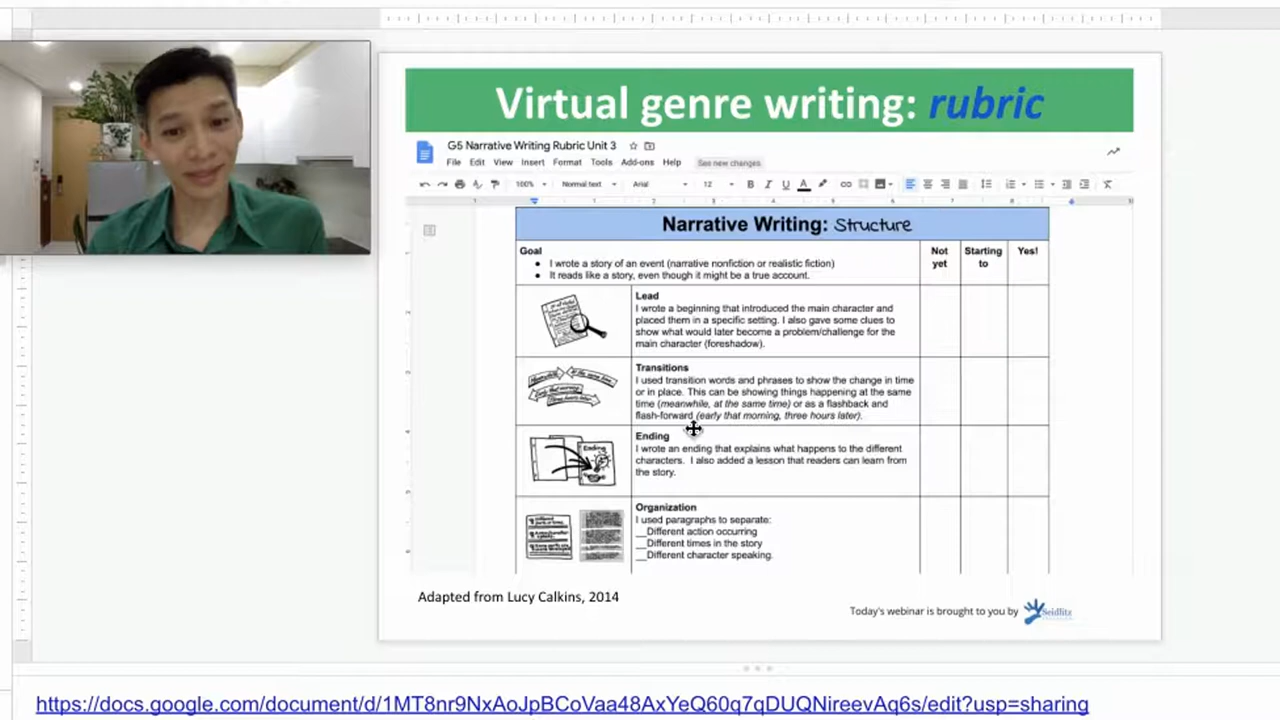 Virtual genre writing: rubric
G5 Narrative Writing Rubric Unit 3
File Edit View Insert Format Tools Add-ons Help See new changes
100% Normal text Arial 12 B I U A
Narrative Writing: Structure
Goal
Not yet
Starting to
Yes!
• I wrote a story of an event (narrative nonfiction or realistic fiction)
• It reads like a story, even though it might be a true account.
Lead
I wrote a beginning that introduced the main character and
placed them in a specific setting. I also gave some clues to
show what would later become a problem/challenge for the
main character (foreshadow).
Transitions
I used transition words and phrases to show the change in time
or in place. This can be showing things happening at the same
time (meanwhile, at the same time) or as a flashback and
flash-forward (early that morning, three hours later).
Ending
I wrote an ending that explains what happens to the different
characters. I also added a lesson that readers can learn from
the story.
Ending
Organization
I used paragraphs to separate:
__Different action occurring
__Different times in the story
__Different character speaking.
Adapted from Lucy Calkins, 2014
Today's webinar is brought to you by Seidlitz
https://docs.google.com/document/d/1MT8nr9NxAoJpBCoVaa48AxYeQ60q7qDUQNireevAq6s/edit?usp=sharing